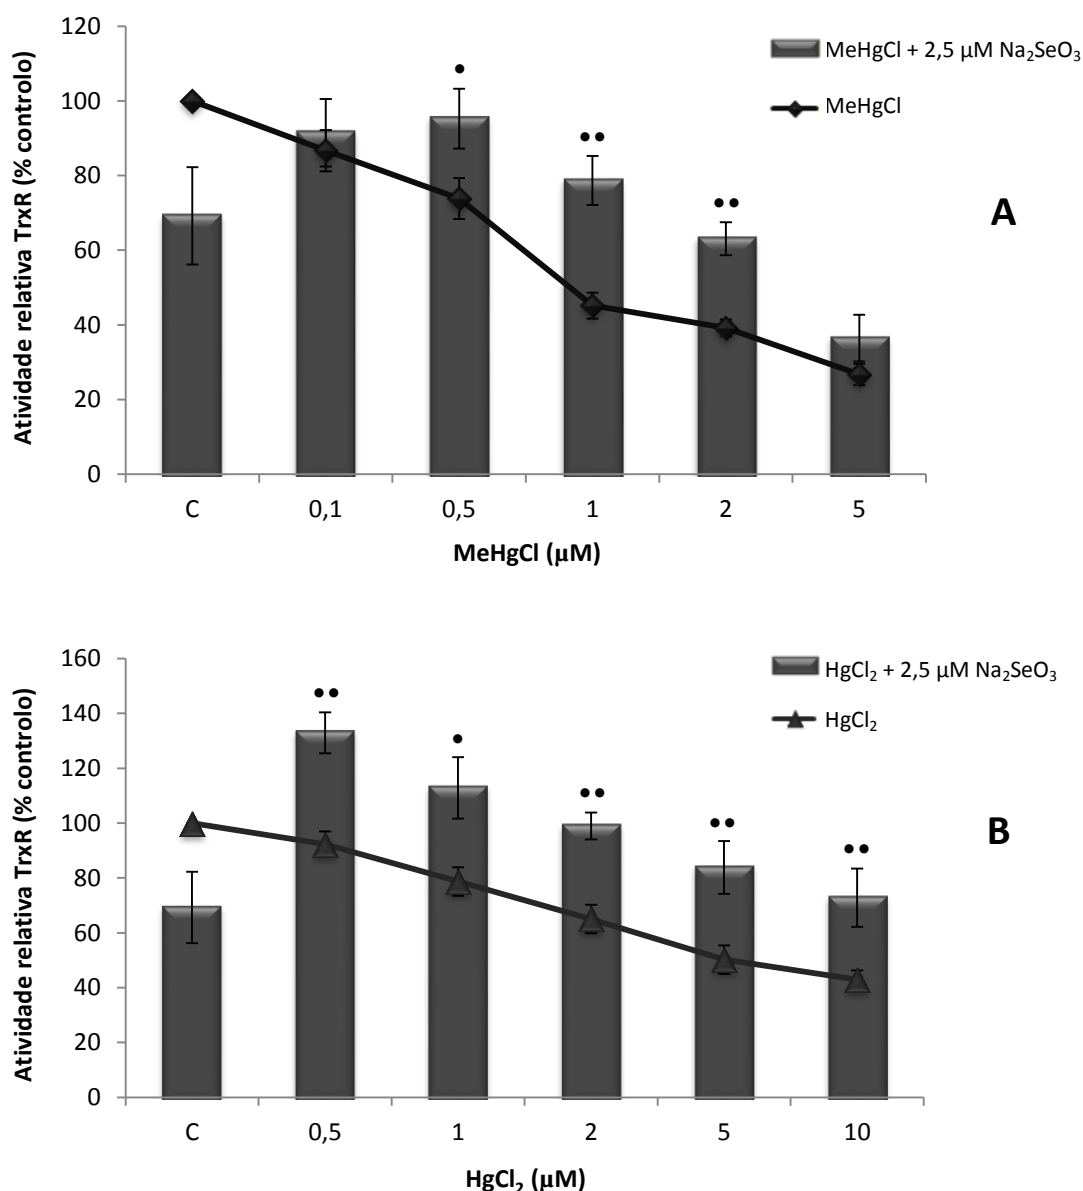 120
100
80
60
40
20
0
Atividade relativa TrxR (% controlo)
MeHgCl + 2,5 µM Na₂SeO₃
MeHgCl
•
••
••
A
C 0,1 0,5 1 2 5
MeHgCl (µM)
160
140
120
100
80
60
40
20
0
Atividade relativa TrxR (% controlo)
HgCl₂ + 2,5 µM Na₂SeO₃
HgCl₂
••
•
••
••
••
B
C 0,5 1 2 5 10
HgCl₂ (µM)